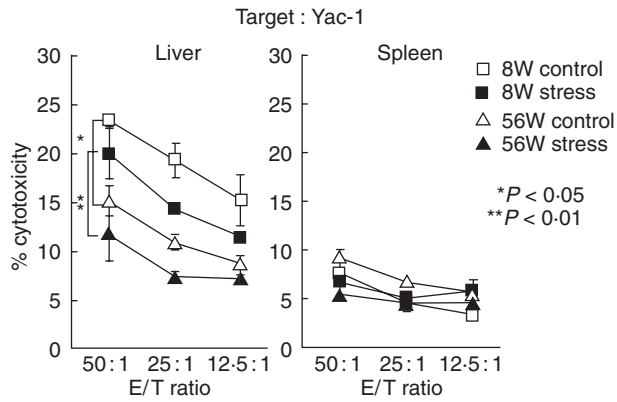 Target : Yac-1
Liver
Spleen
% cytotoxicity
30
25
20
15
10
5
0
*
**
50 : 1
25 : 1
12·5 : 1
E/T ratio
30
25
20
15
10
5
0
50 : 1
25 : 1
12·5 : 1
E/T ratio
8W control
8W stress
56W control
56W stress
*P < 0·05
**P < 0·01